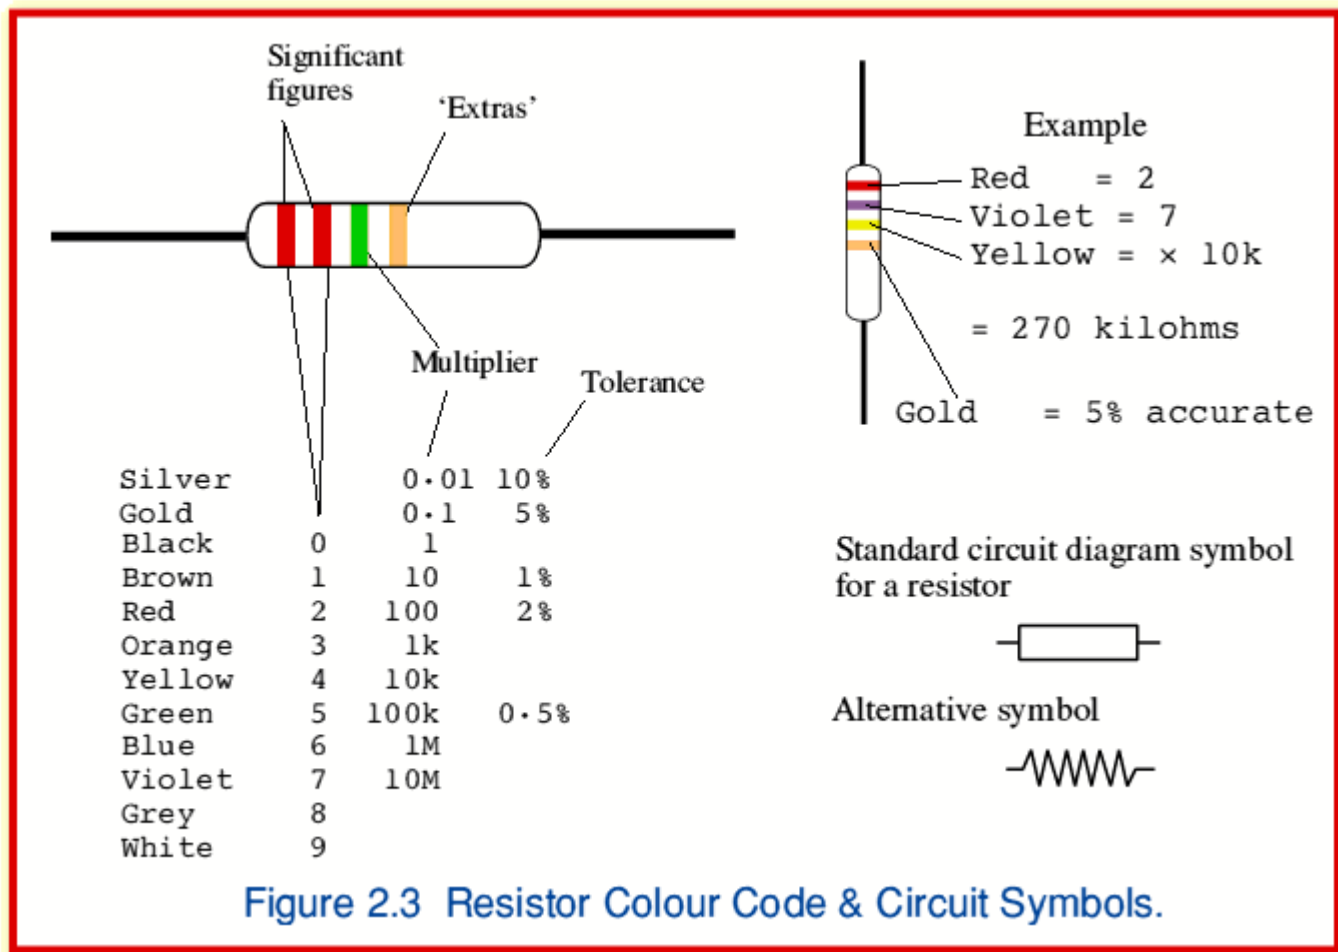 Significant
figures
‘Extras’
Multiplier
Tolerance
Silver 0·01 10%
Gold 0·1 5%
Black 0 1
Brown 1 10 1%
Red 2 100 2%
Orange 3 1k
Yellow 4 10k
Green 5 100k 0·5%
Blue 6 1M
Violet 7 10M
Grey 8
White 9
Example
Red = 2
Violet = 7
Yellow = × 10k
= 270 kilohms
Gold = 5% accurate
Standard circuit diagram symbol
for a resistor
Alternative symbol
Figure 2.3 Resistor Colour Code & Circuit Symbols.